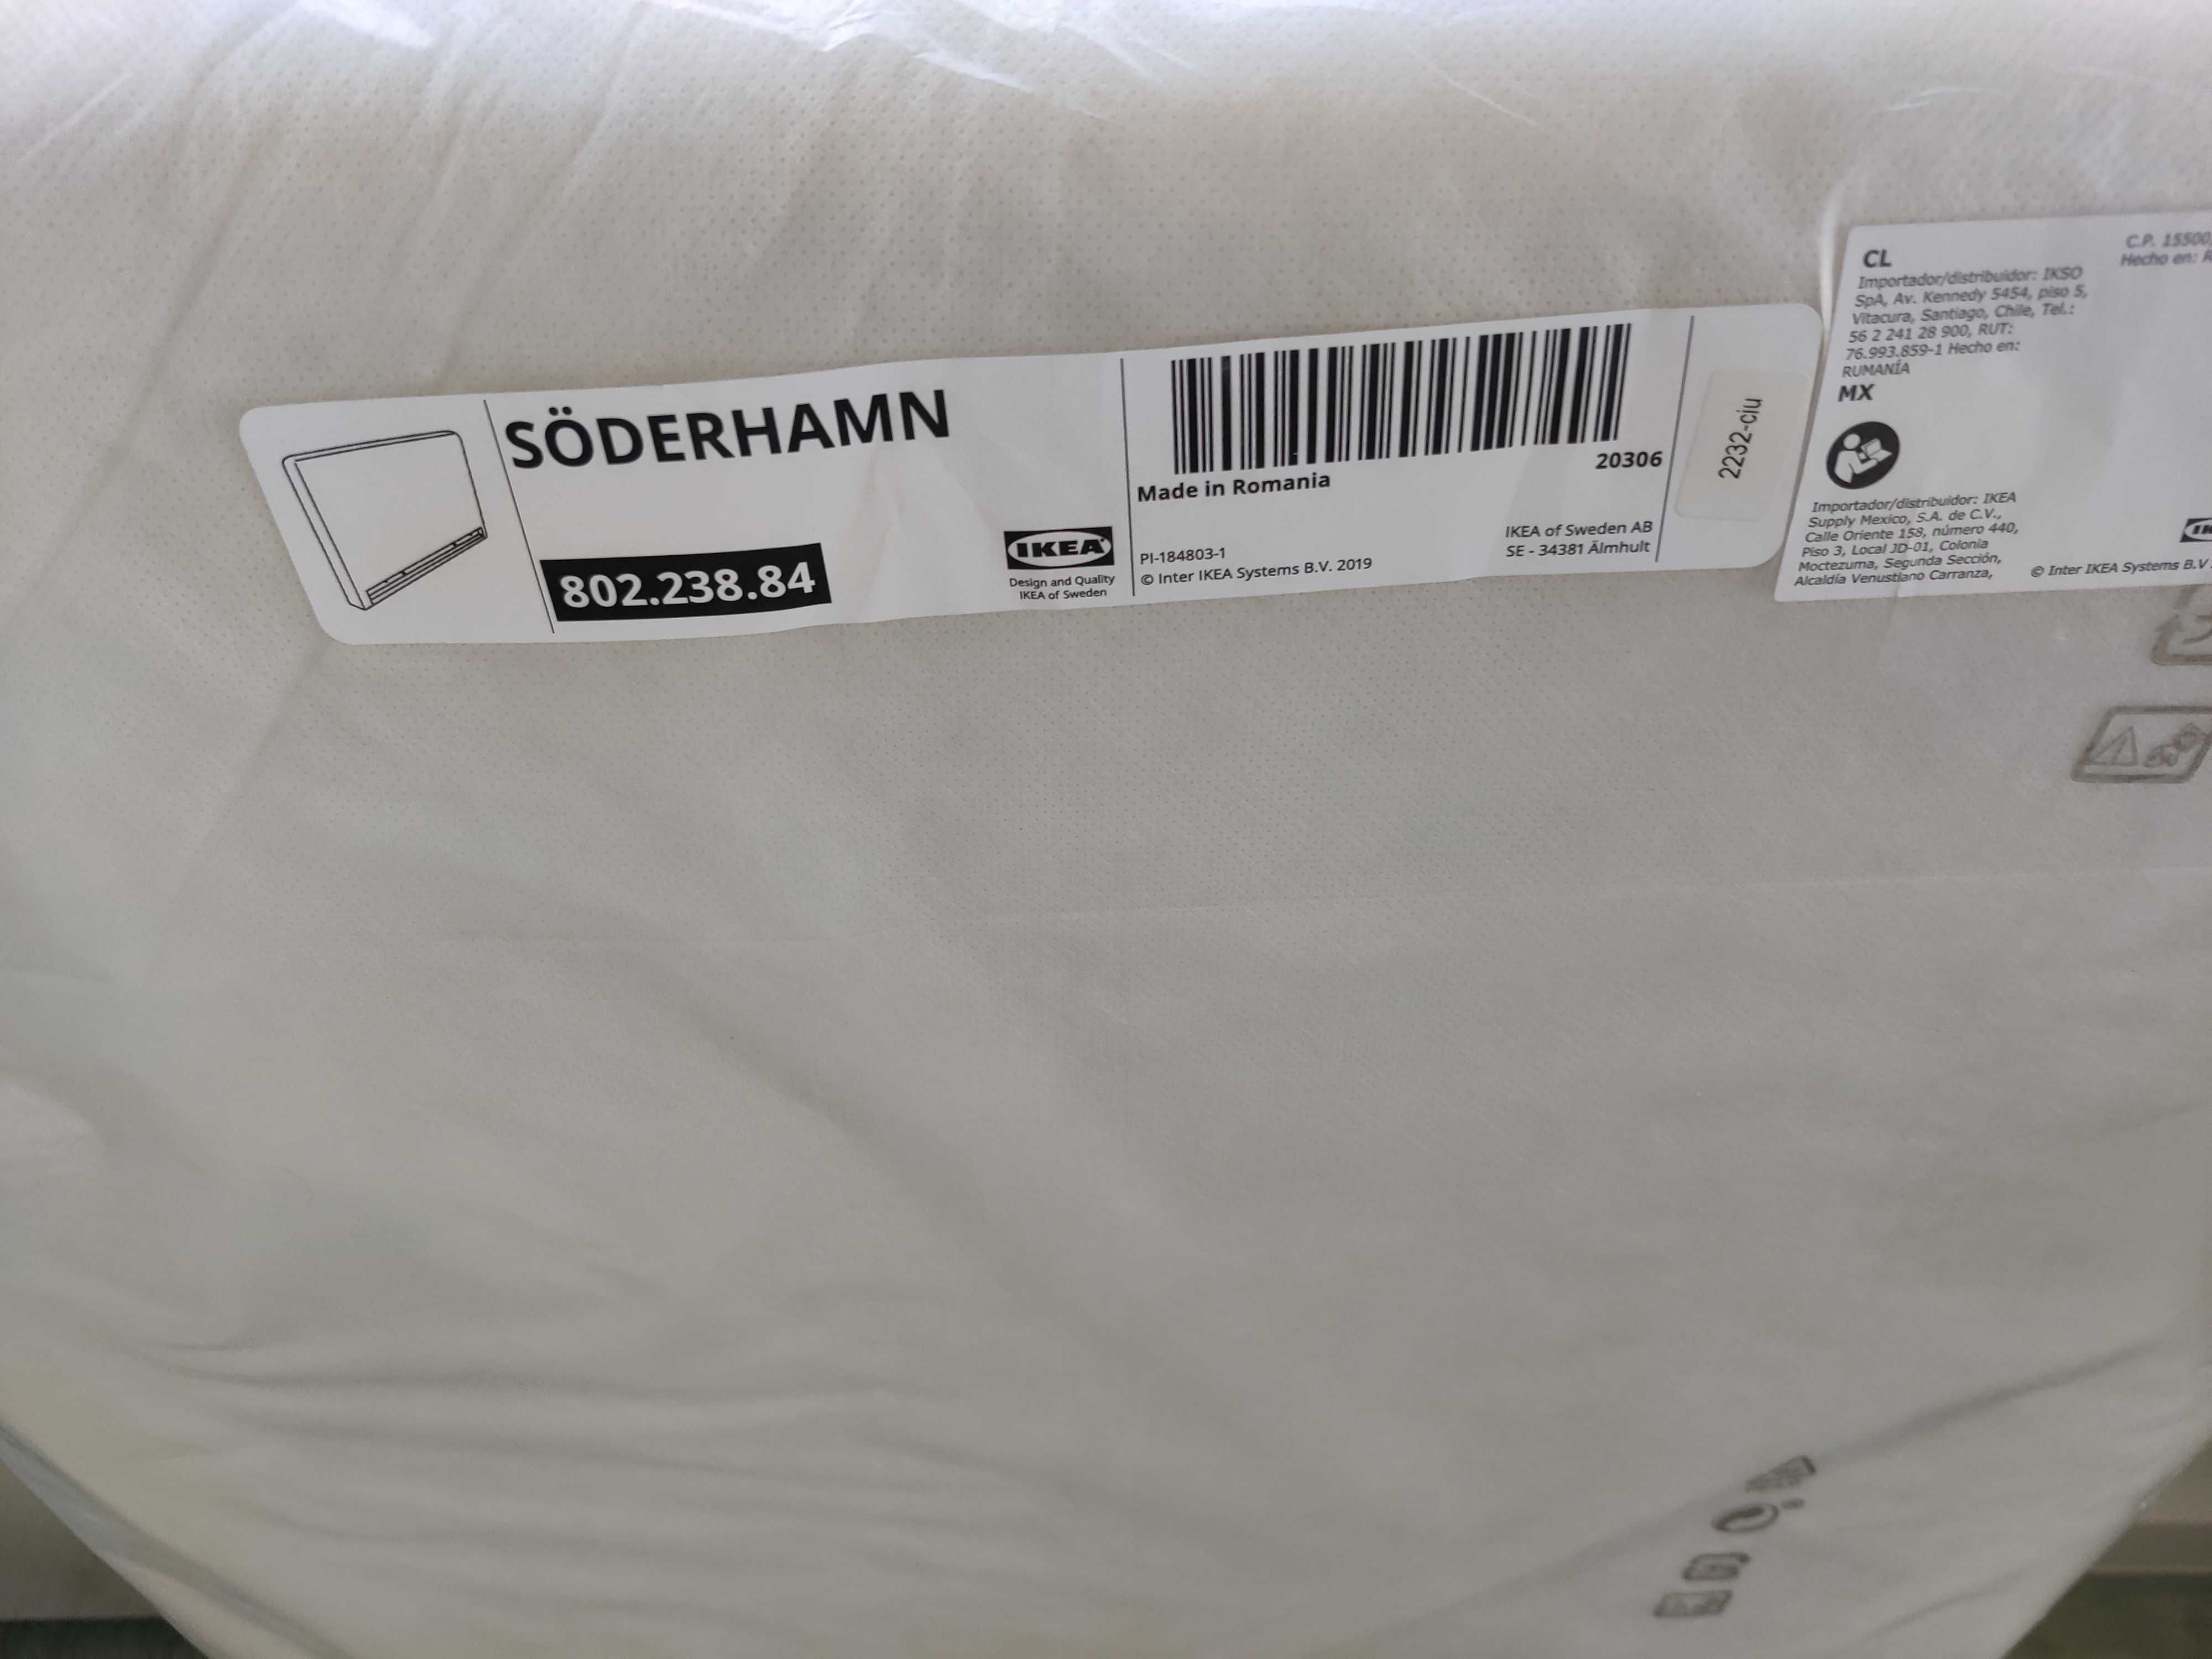 SÖDERHAMN
802.238.84
IKEA
Design and Quality
IKEA of Sweden
20306
Made in Romania
PI-184803-1
© Inter IKEA Systems B.V. 2019
IKEA of Sweden AB
SE - 34381 Älmhult
2232-ciu
CL
Importador/distribuidor: IKSO
SpA, Av. Kennedy 5454, piso 5,
Vitacura, Santiago, Chile, Tel.:
56 2 241 28 900, RUT:
76.993.859-1 Hecho en:
RUMANÍA
MX
Importador/distribuidor: IKEA
Supply Mexico, S.A. de C.V.,
Calle Oriente 158, número 440,
Piso 3, Local JD-01, Colonia
Moctezuma, Segunda Sección,
Alcaldía Venustiano Carranza,
C.P. 15500,
Hecho en: R
IK
© Inter IKEA Systems B.V.